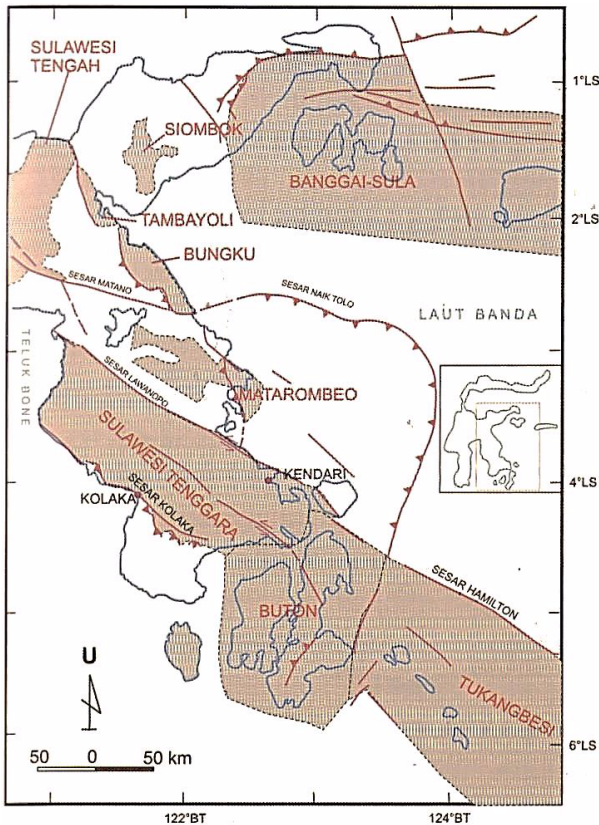 SULAWESI
TENGAH
1°LS
SIOMBOK
BANGGAI-SULA
TAMBAYOLI
2°LS
BUNGKU
SESAR MATANO
SESAR NAIK TOLO
LAUT BANDA
TELUK BONE
SESAR LAWANOPO
MATAROMBEO
SULAWESI TENGGARA
KENDARI
4°LS
KOLAKA
SESAR KOLAKA
SESAR HAMILTON
BUTON
U
TUKANGBESI
50 0 50 km
6°LS
122°BT
124°BT